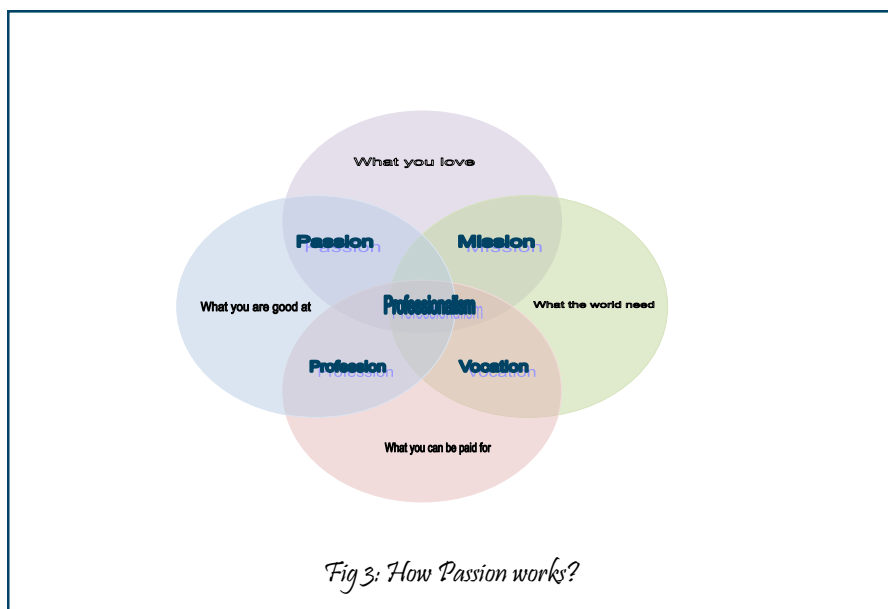 What you love
Passion
Mission
What you are good at
Professionalism
What the world need
Profession
Vocation
What you can be paid for
Fig 3: How Passion works?